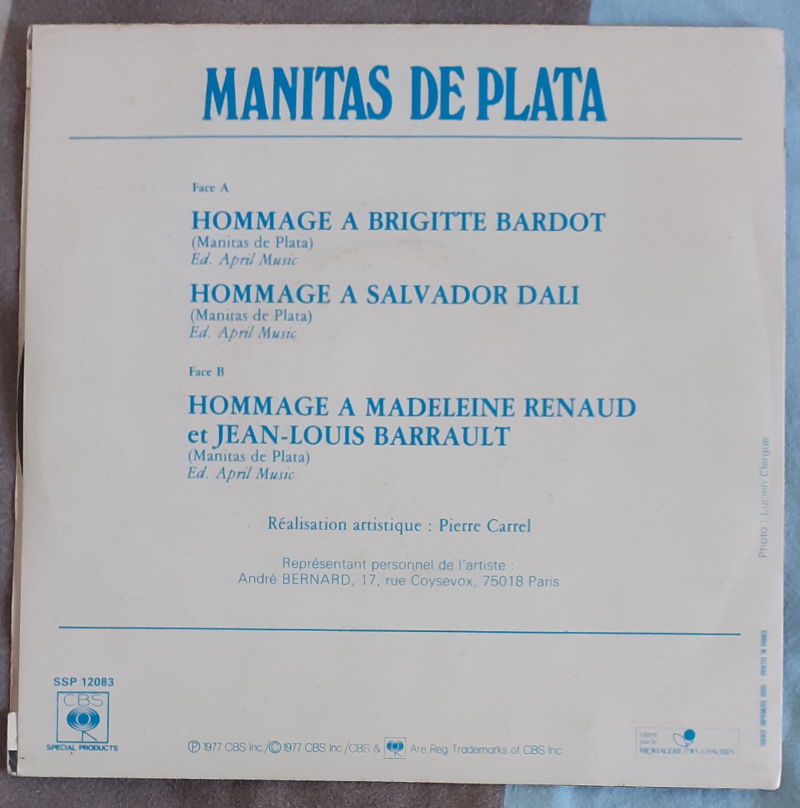 MANITAS DE PLATA
Face A
HOMMAGE A BRIGITTE BARDOT
(Manitas de Plata)
Ed. April Music
HOMMAGE A SALVADOR DALI
(Manitas de Plata)
Ed. April Music
Face B
HOMMAGE A MADELEINE RENAUD
et JEAN-LOUIS BARRAULT
(Manitas de Plata)
Ed. April Music
Réalisation artistique : Pierre Carrel
Représentant personnel de l'artiste :
André BERNARD, 17, rue Coysevox, 75018 Paris
Photo : Lucien Clergue
SSP 12083
CBS
SPECIAL PRODUCTS
Ⓟ 1977 CBS Inc./© 1977 CBS Inc./CBS & Are Reg. Trademarks of CBS Inc.
offert
par la
FROMAGERIE DES CHAUMES
PRINTED IN FRANCE